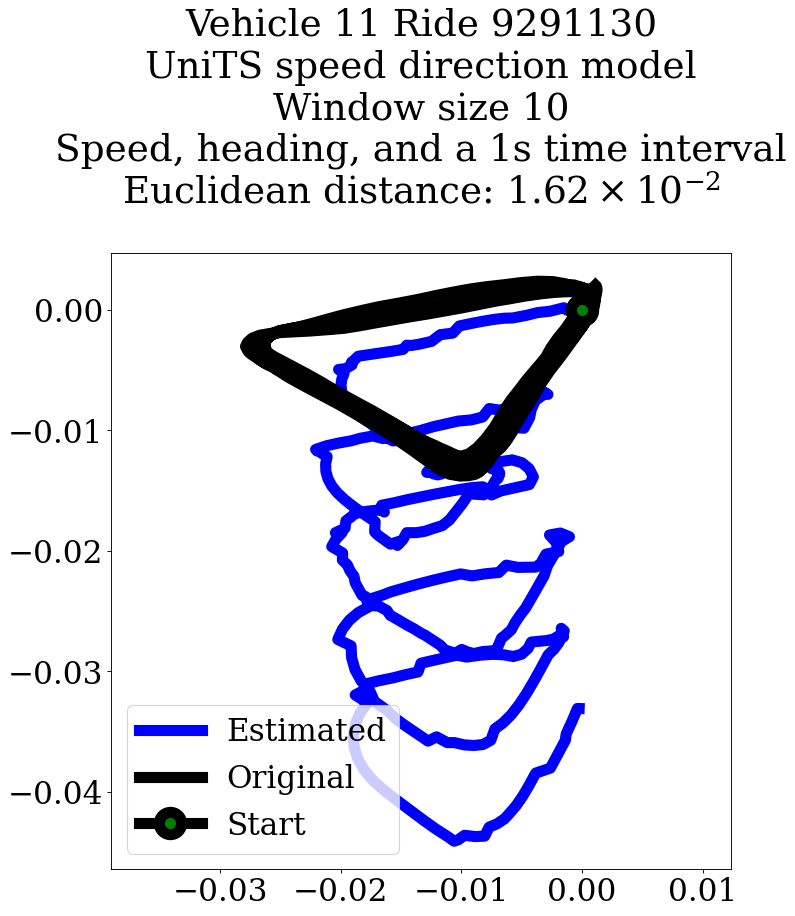 Vehicle 11 Ride 9291130
UniTS speed direction model
Window size 10
Speed, heading, and a 1s time interval
Euclidean distance: 1.62 × 10⁻²
0.00
−0.01
−0.02
−0.03
−0.04
Estimated
Original
Start
−0.03 −0.02 −0.01 0.00 0.01